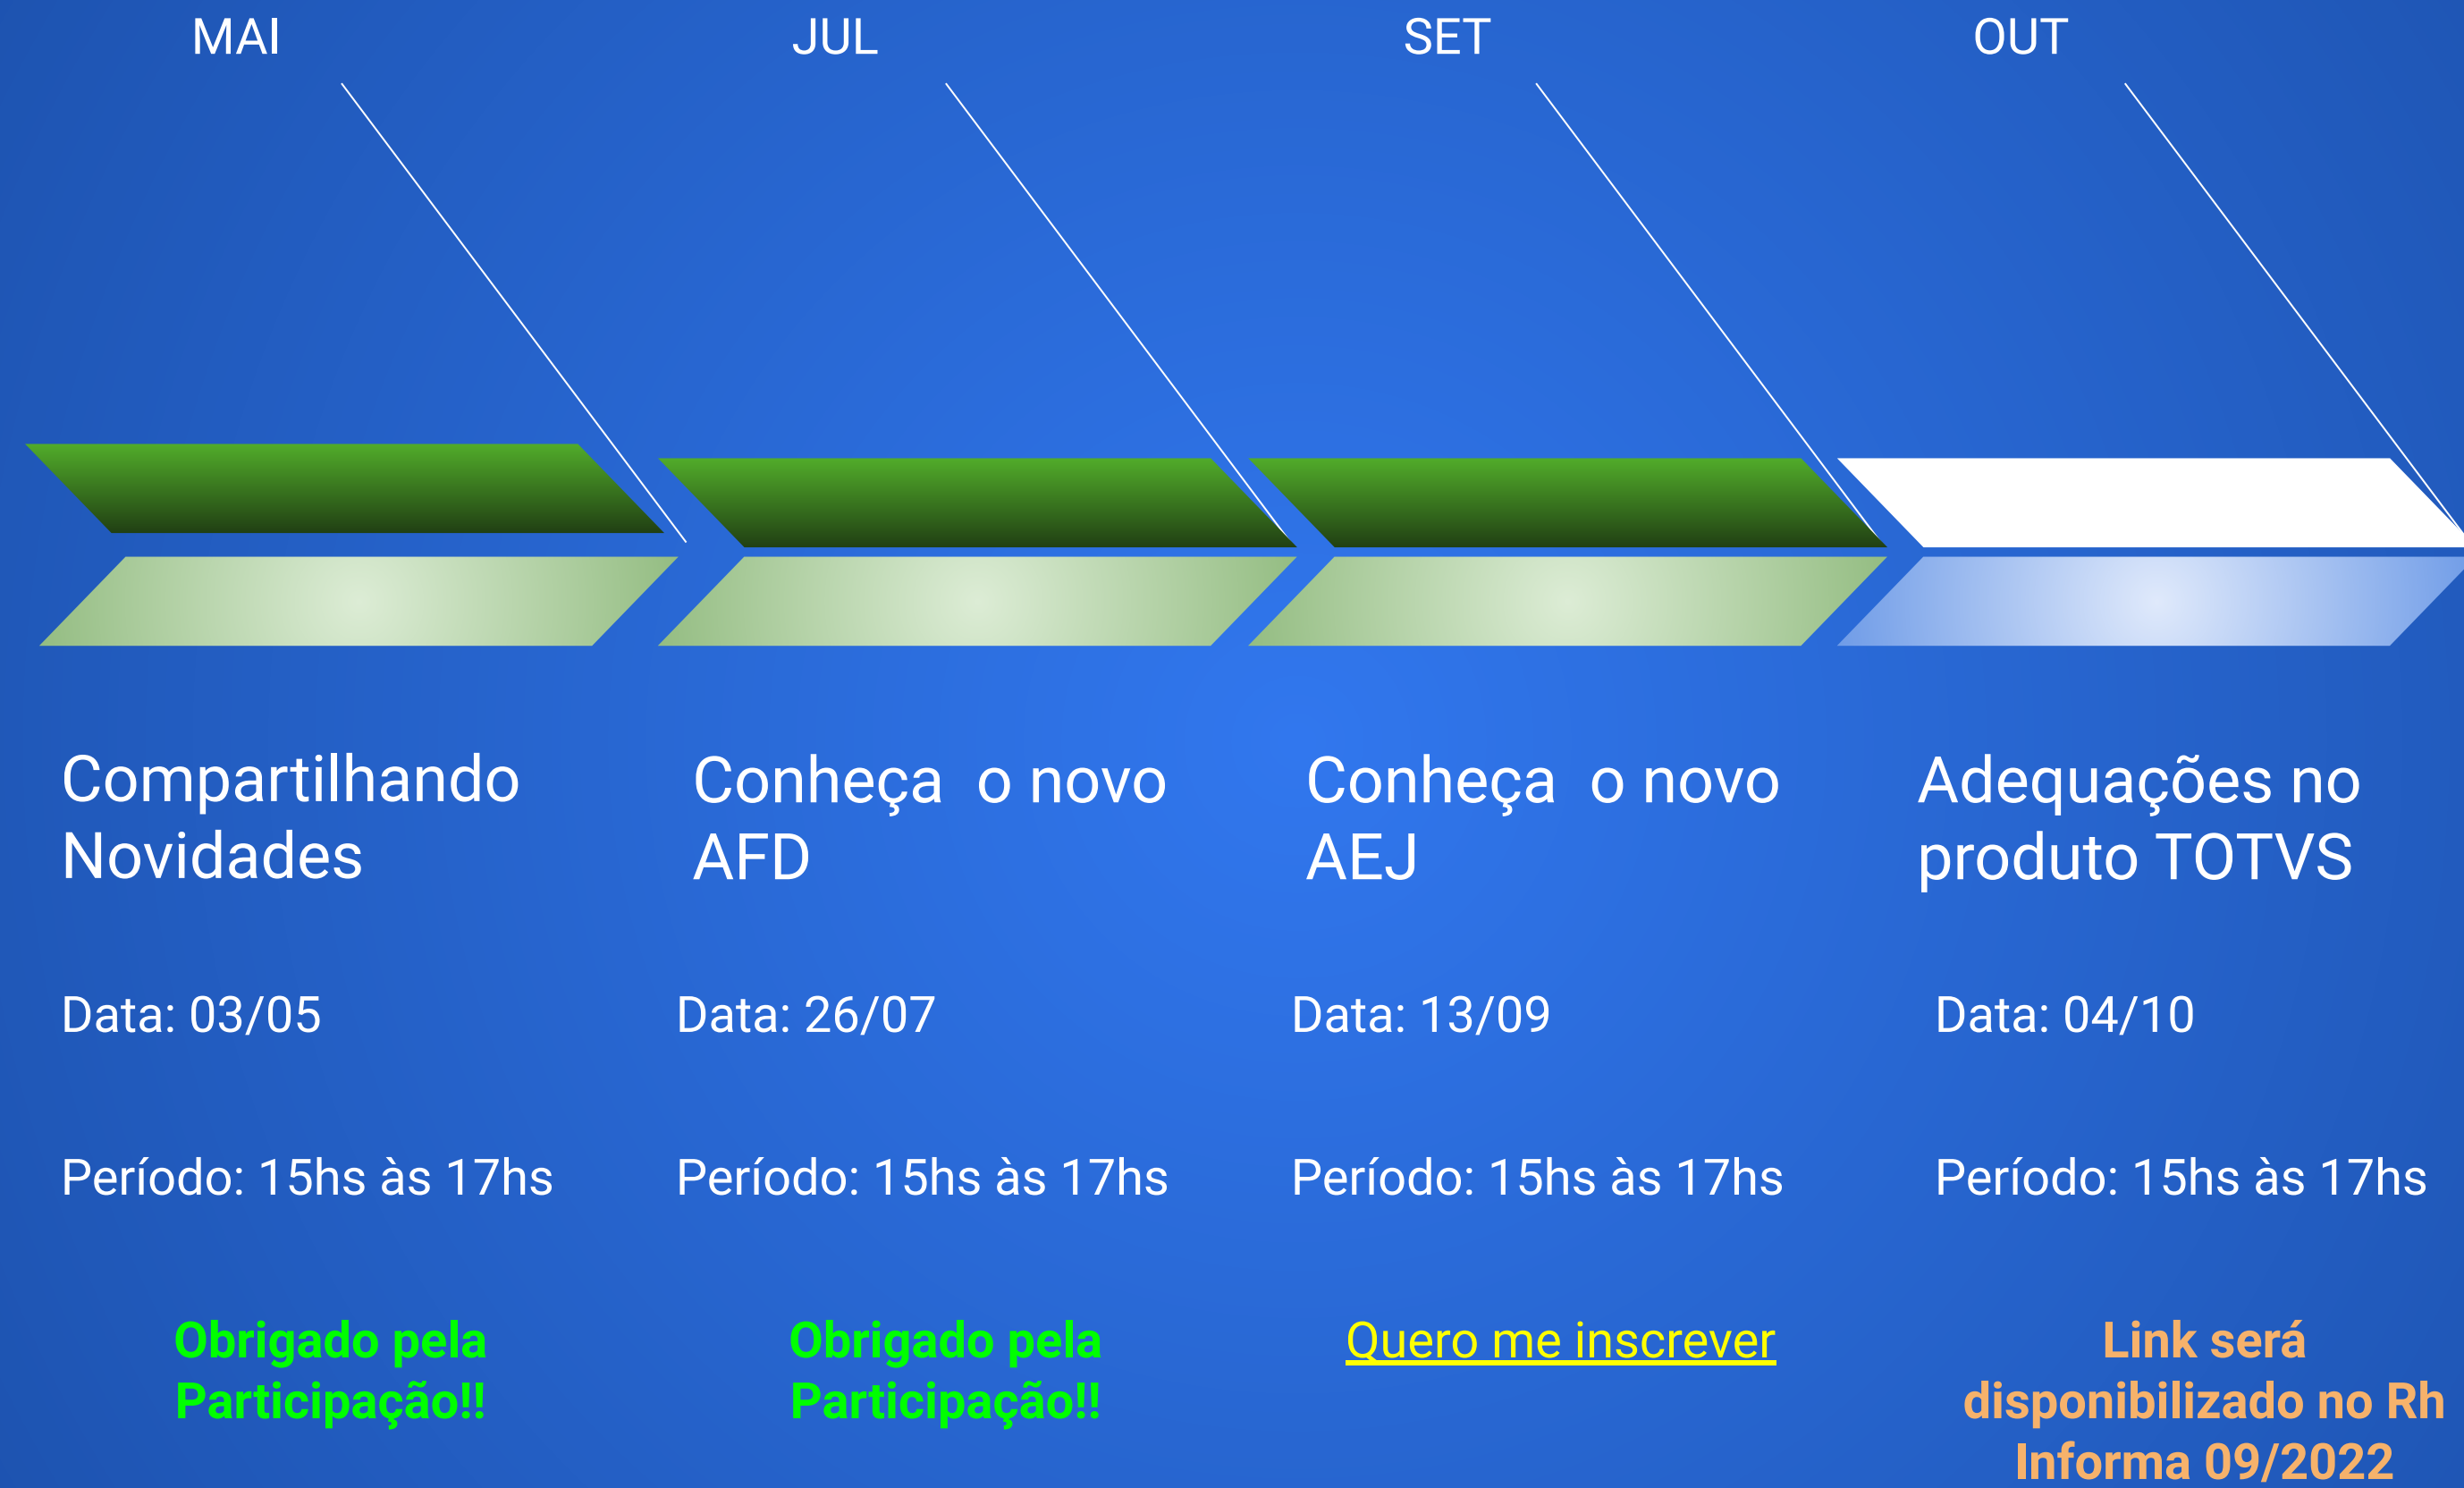 MAI
JUL
SET
OUT
Compartilhando
Novidades
Data: 03/05
Período: 15hs às 17hs
Obrigado pela
Participação!!
Conheça  o novo
AFD
Data: 26/07
Período: 15hs às 17hs
Obrigado pela
Participação!!
Conheça  o novo
AEJ
Data: 13/09
Período: 15hs às 17hs
Quero me inscrever
Adequações no
produto TOTVS
Data: 04/10
Período: 15hs às 17hs
Link será
disponibilizado no Rh
Informa 09/2022